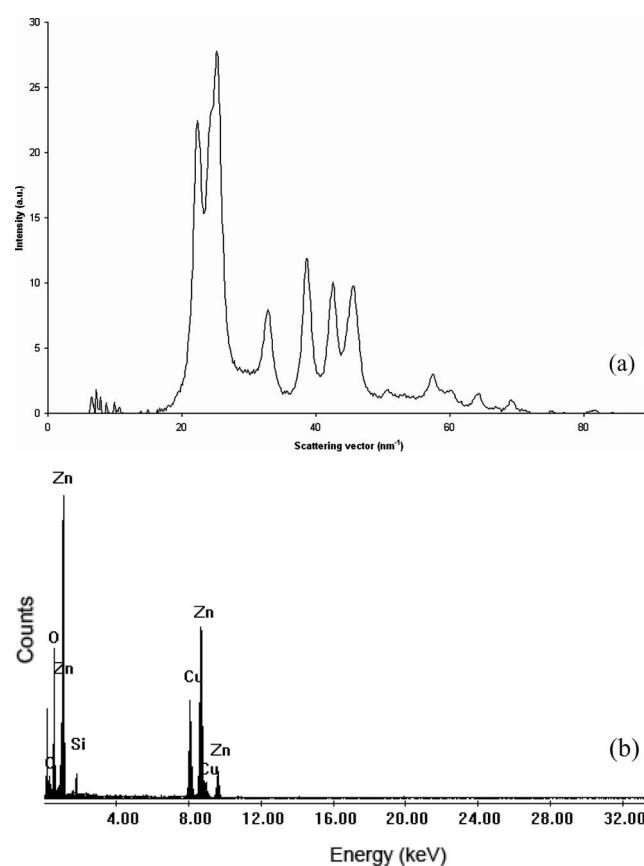 30
25
20
15
10
5
0
Intensity (a.u.)
0 20 40 60 80
Scattering vector (nm⁻¹)
(a)
Zn
O
Zn
C
Si
Cu
Zn
Cu
Zn
Counts
(b)
4.00 8.00 12.00 16.00 20.00 24.00 28.00 32.00
Energy (keV)